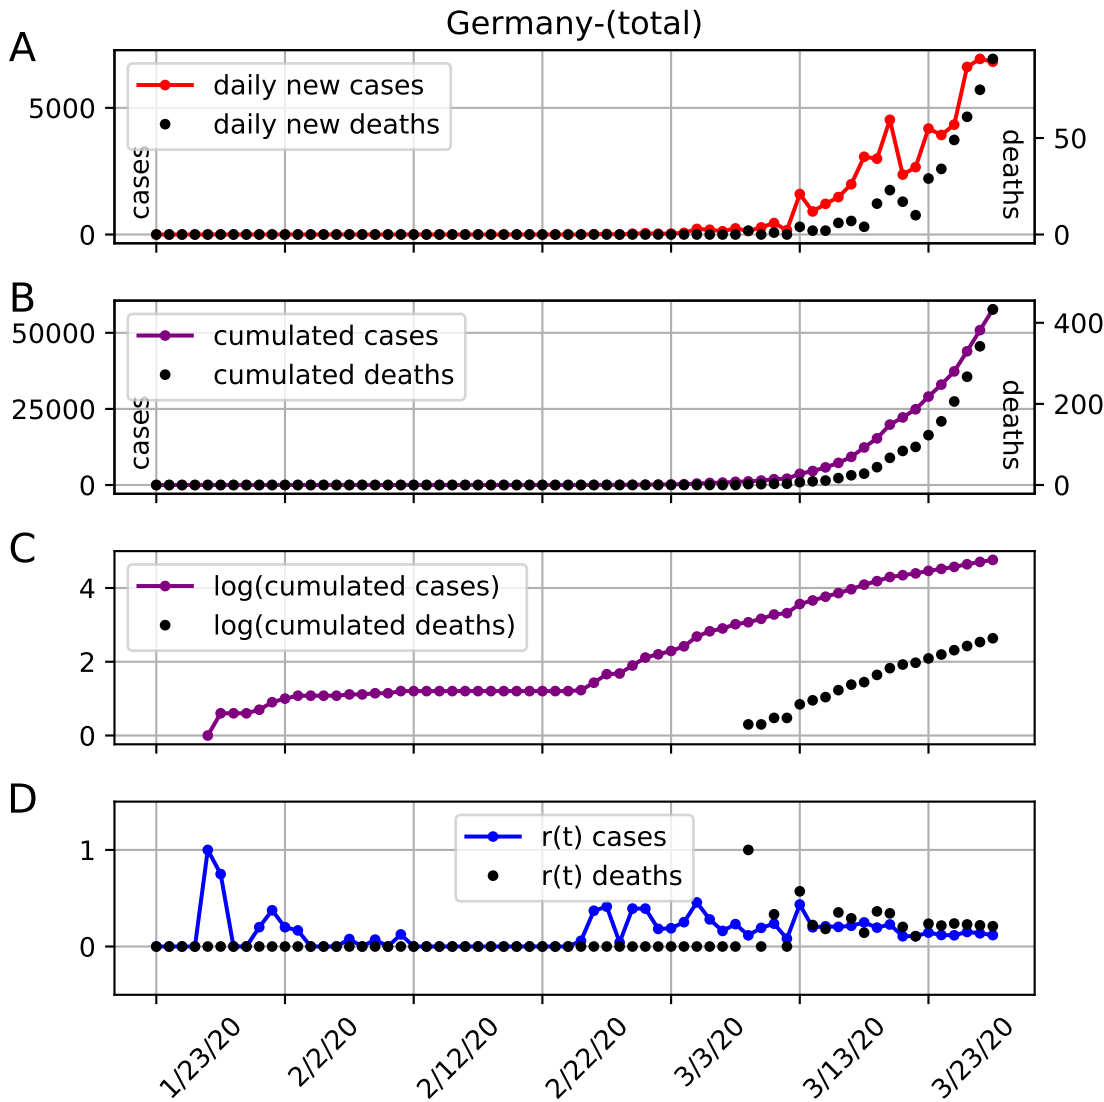 Germany-(total)
A
daily new cases
daily new deaths
5000
0
cases
50
0
deaths
B
cumulated cases
cumulated deaths
50000
25000
0
cases
400
200
0
deaths
C
log(cumulated cases)
log(cumulated deaths)
4
2
0
D
r(t) cases
r(t) deaths
1
0
1/23/20
2/2/20
2/12/20
2/22/20
3/3/20
3/13/20
3/23/20